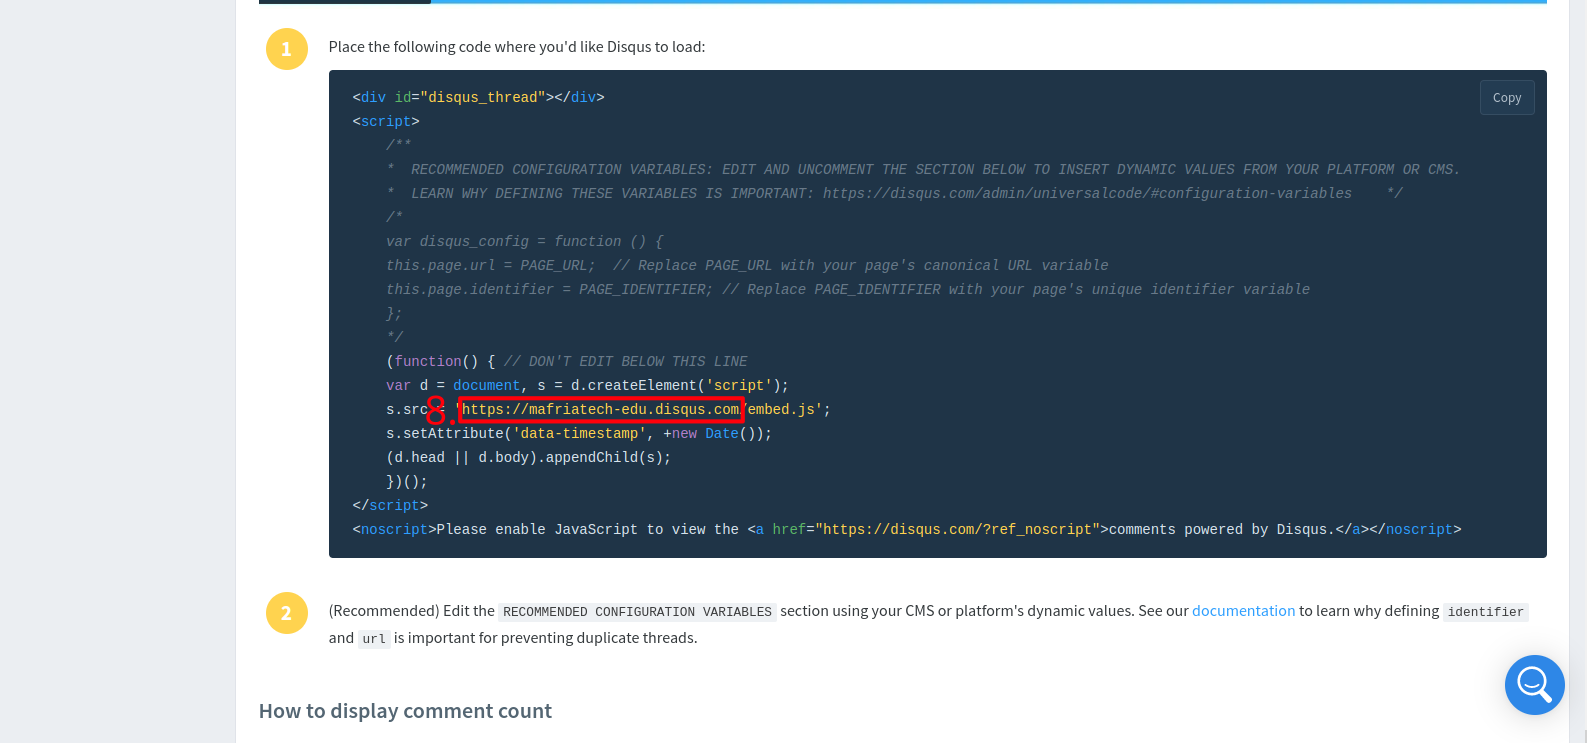 1
Place the following code where you'd like Disqus to load:
Copy
<div id="disqus_thread"></div>
<script>
/**
*  RECOMMENDED CONFIGURATION VARIABLES: EDIT AND UNCOMMENT THE SECTION BELOW TO INSERT DYNAMIC VALUES FROM YOUR PLATFORM OR CMS.
*  LEARN WHY DEFINING THESE VARIABLES IS IMPORTANT: https://disqus.com/admin/universalcode/#configuration-variables    */
/*
var disqus_config = function () {
this.page.url = PAGE_URL;  // Replace PAGE_URL with your page's canonical URL variable
this.page.identifier = PAGE_IDENTIFIER; // Replace PAGE_IDENTIFIER with your page's unique identifier variable
};
*/
(function() { // DON'T EDIT BELOW THIS LINE
var d = document, s = d.createElement('script');
8.
s.src = 'https://mafriatech-edu.disqus.com/embed.js';
s.setAttribute('data-timestamp', +new Date());
(d.head || d.body).appendChild(s);
})();
</script>
<noscript>Please enable JavaScript to view the <a href="https://disqus.com/?ref_noscript">comments powered by Disqus.</a></noscript>
2
(Recommended) Edit the RECOMMENDED CONFIGURATION VARIABLES section using your CMS or platform's dynamic values. See our documentation to learn why defining identifier
and url is important for preventing duplicate threads.
How to display comment count